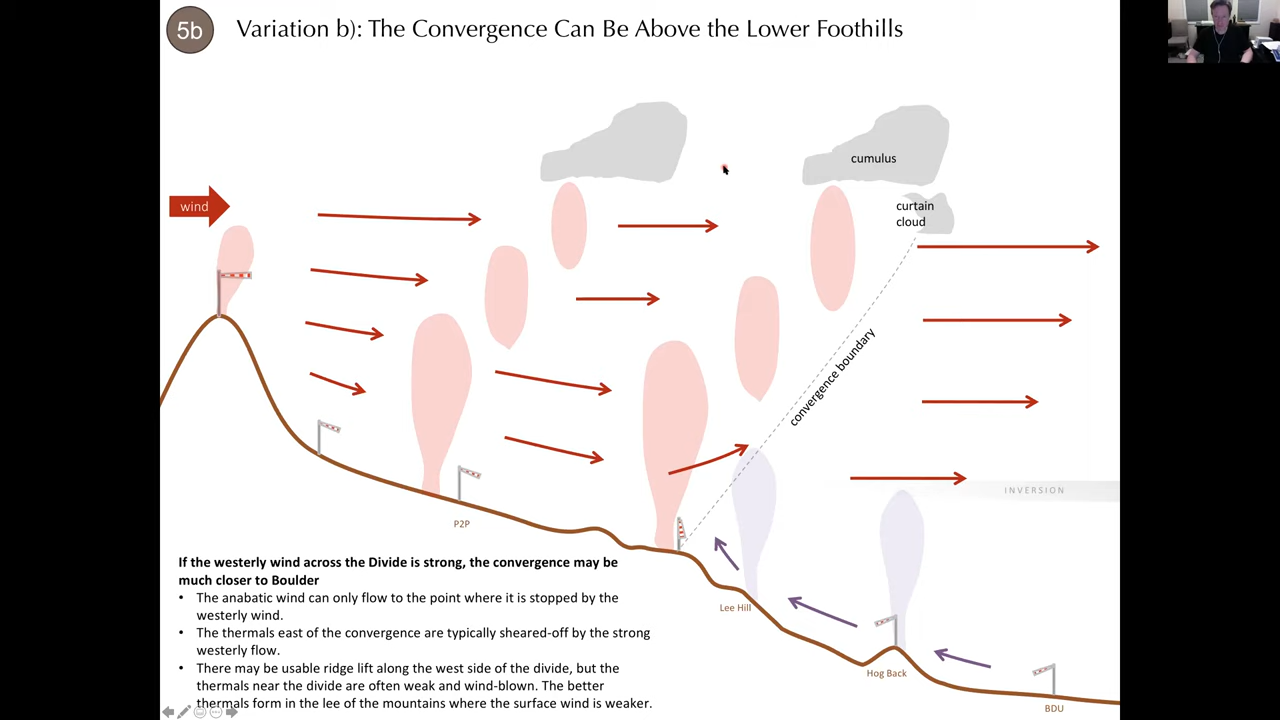 5b
Variation b): The Convergence Can Be Above the Lower Foothills
cumulus
wind
curtain
cloud
convergence boundary
INVERSION
P2P
If the westerly wind across the Divide is strong, the convergence may be
much closer to Boulder
• The anabatic wind can only flow to the point where it is stopped by the
westerly wind.
• The thermals east of the convergence are typically sheared-off by the strong
westerly flow.
• There may be usable ridge lift along the west side of the divide, but the
thermals near the divide are often weak and wind-blown. The better
thermals form in the lee of the mountains where the surface wind is weaker.
Lee Hill
Hog Back
BDU